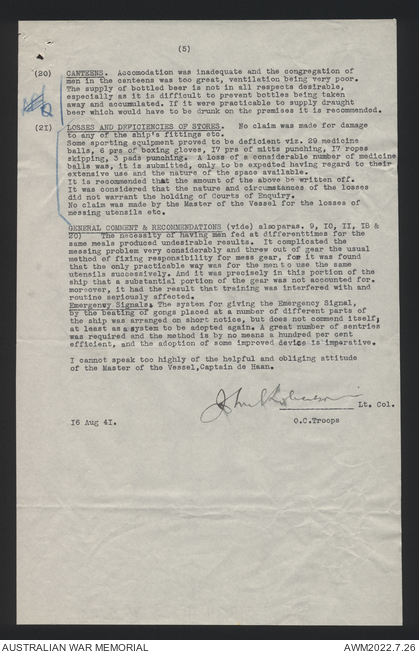 (5)
(20) CANTEENS. Accomodation was inadequate and the congregation of
men in the canteens was too great, ventilation being very poor.
The supply of bottled beer is not in all respects desirable,
especially as it is difficult to prevent bottles being taken
away and accumulated. If it were practicable to supply draught
beer which would have to be drunk on the premises it is recommended.
(2I) LOSSES AND DEFICIENCIES OF STORES. No claim was made for damage
to any of the ship's fittings etc.
Some sporting equipment proved to be deficient viz. 29 medicine
balls, 6 prs of boxing gloves, I7 prs of mitts punching, I7 ropes
skipping, 3 pads punching. A loss of a considerable number of medicine
balls was, it is submitted, only to be expected having regard to their
extensive use and the nature of the space available.
It is recommended that the amount of the above be written off.
It was considered that the nature and circumstances of the losses
did not warrant the holding of Courts of Enquiry.
No claim was made by the Master of the Vessel for the losses of
messing utensils etc.
GENERAL COMMENT & RECOMMENDATIONS (vide) also paras. 9, IO, II, I8 &
20) The necessity of having men fed at different times for the
same meals produced undesirable results. It complicated the
messing problem very considerably and threw out of gear the usual
method of fixing responsibility for mess gear, for it was found
that the only practicable way was for the men to use the same
utensils successively. And it was precisely in this portion of the
ship that a substantial portion of the gear was not accounted for.
moreover, it had the result that training was interfered with and
routine seriously affected.
Emergency Signals. The system for giving the Emergency Signal,
by the beating of gongs placed at a number of different parts of
the ship was arranged on short notice, but does not commend itself,
at least as a system to be adopted again. A great number of sentries
was required and the method is by no means a hundred per cent
efficient, and the adoption of some improved device is imparative.
I cannot speak too highly of the helpful and obliging attitude
of the Master of the Vessel, Captain de Haan.
Lt. Col.
I6 Aug 4I. O.C.Troops
AUSTRALIAN WAR MEMORIAL AWM2022.7.26